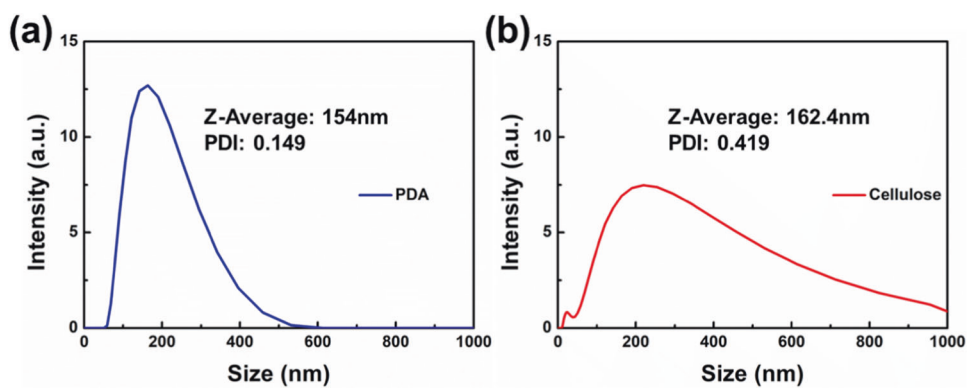 (a)
15
10
5
0
Intensity (a.u.)
Z-Average: 154nm
PDI: 0.149
PDA
0 200 400 600 800 1000
Size (nm)
(b)
15
10
5
0
Intensity (a.u.)
Z-Average: 162.4nm
PDI: 0.419
Cellulose
0 200 400 600 800 1000
Size (nm)